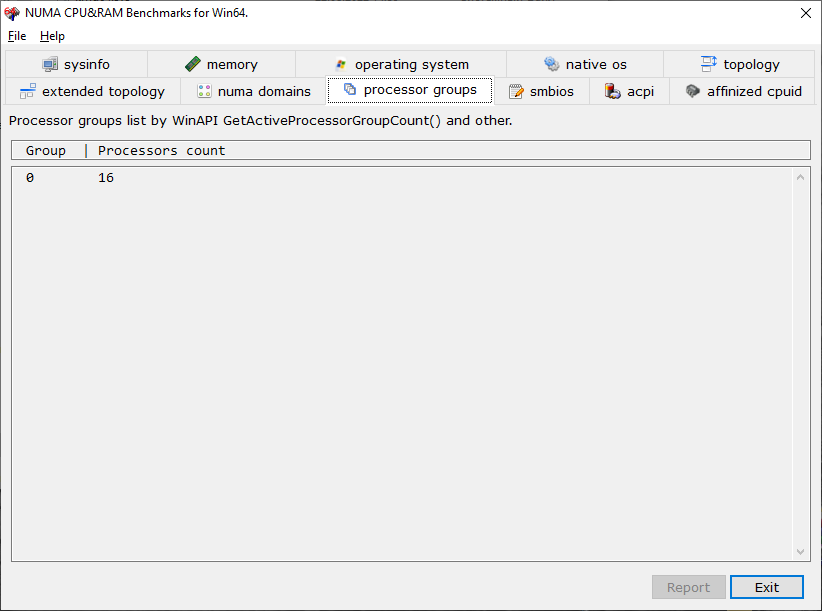 NUMA CPU&RAM Benchmarks for Win64.
File Help
sysinfo memory operating system native os topology
extended topology numa domains processor groups smbios acpi affinized cpuid
Processor groups list by WinAPI GetActiveProcessorGroupCount() and other.
Group | Processors count
0 16
Report Exit